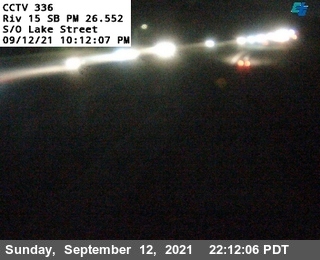 CCTV 336
Riv 15 SB PM 26.552
S/O Lake Street
09/12/21 10:12:07 PM
Sunday, September 12, 2021 22:12:06 PDT